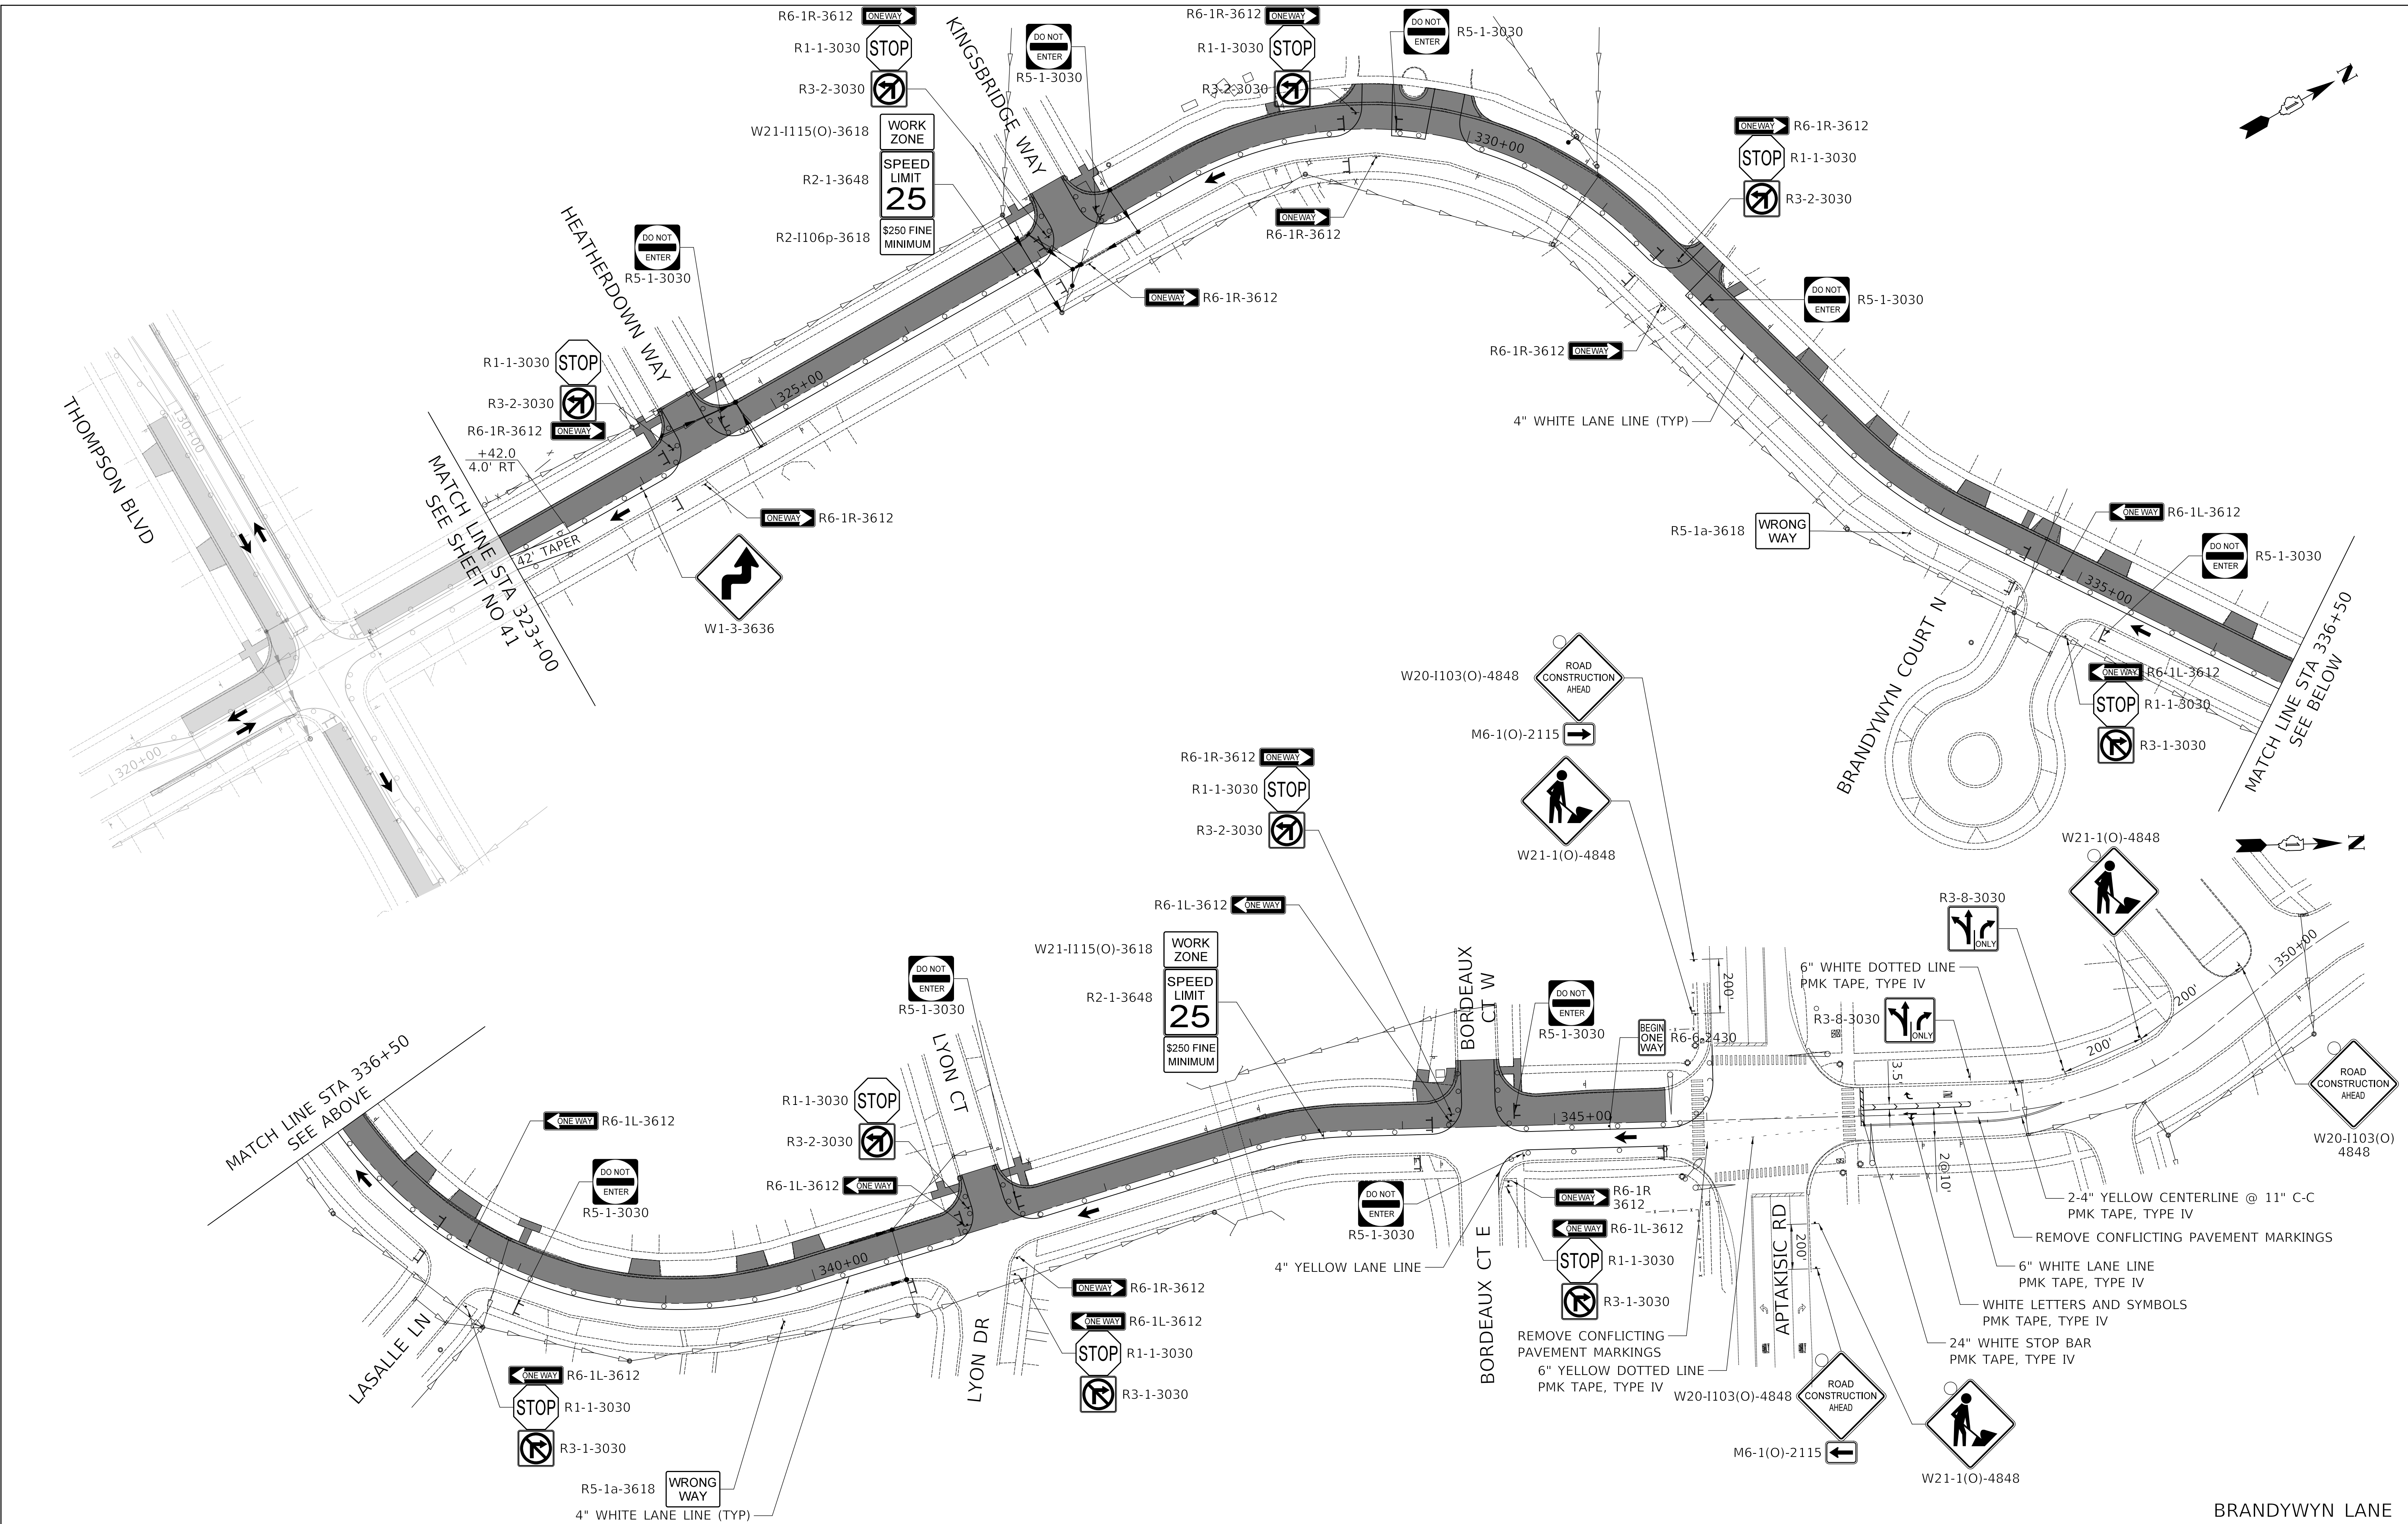 R6-1R-3612
ONEWAY
R1-1-3030
STOP
R3-2-3030
KINGSBRIDGE WAY
DO NOT
ENTER
R5-1-3030
W21-I115(O)-3618
WORK
ZONE
R2-1-3648
SPEED
LIMIT
25
R2-I106p-3618
$250 FINE
MINIMUM
R6-1R-3612
ONEWAY
R1-1-3030
STOP
R3-2-3030
DO NOT
ENTER
R5-1-3030
330+00
N
ONEWAY
R6-1R-3612
STOP
R1-1-3030
R3-2-3030
HEATHERDOWN WAY
DO NOT
ENTER
R5-1-3030
ONEWAY
R6-1R-3612
ONEWAY
R6-1R-3612
DO NOT
ENTER
R5-1-3030
R1-1-3030
STOP
R3-2-3030
R6-1R-3612
ONEWAY
+42.0
4.0' RT
325+00
R6-1R-3612
ONEWAY
4" WHITE LANE LINE (TYP)
THOMPSON BLVD
130+00
MATCH LINE STA 323+00
SEE SHEET NO 41
42' TAPER
ONEWAY
R6-1R-3612
W1-3-3636
320+00
R5-1a-3618
WRONG
WAY
ONE WAY
R6-1L-3612
DO NOT
ENTER
R5-1-3030
335+00
BRANDYWYN COURT N
ONE WAY
R6-1L-3612
STOP
R1-1-3030
R3-1-3030
MATCH LINE STA 336+50
SEE BELOW
W20-I103(O)-4848
ROAD
CONSTRUCTION
AHEAD
M6-1(O)-2115
W21-1(O)-4848
R6-1R-3612
ONEWAY
R1-1-3030
STOP
R3-2-3030
R6-1L-3612
ONE WAY
W21-I115(O)-3618
WORK
ZONE
R2-1-3648
SPEED
LIMIT
25
$250 FINE
MINIMUM
BORDEAUX
CT W
DO NOT
ENTER
R5-1-3030
BEGIN
ONE
WAY
R6-6-2430
200'
W21-1(O)-4848
N
R3-8-3030
ONLY
6" WHITE DOTTED LINE
PMK TAPE, TYPE IV
R3-8-3030
ONLY
350+00
200'
200'
3.5'
2@10'
ROAD
CONSTRUCTION
AHEAD
W20-I103(O)
4848
DO NOT
ENTER
R5-1-3030
LYON CT
R1-1-3030
STOP
R3-2-3030
R6-1L-3612
ONE WAY
MATCH LINE STA 336+50
SEE ABOVE
ONE WAY
R6-1L-3612
DO NOT
ENTER
R5-1-3030
340+00
345+00
DO NOT
ENTER
R5-1-3030
4" YELLOW LANE LINE
BORDEAUX CT E
ONEWAY
R6-1R
3612
ONE WAY
R6-1L-3612
STOP
R1-1-3030
R3-1-3030
REMOVE CONFLICTING
PAVEMENT MARKINGS
6" YELLOW DOTTED LINE
PMK TAPE, TYPE IV
APTAKISIC RD
200'
2-4" YELLOW CENTERLINE @ 11" C-C
PMK TAPE, TYPE IV
REMOVE CONFLICTING PAVEMENT MARKINGS
6" WHITE LANE LINE
PMK TAPE, TYPE IV
WHITE LETTERS AND SYMBOLS
PMK TAPE, TYPE IV
24" WHITE STOP BAR
PMK TAPE, TYPE IV
LASALLE LN
LYON DR
ONEWAY
R6-1R-3612
ONE WAY
R6-1L-3612
STOP
R1-1-3030
R3-1-3030
ONE WAY
R6-1L-3612
STOP
R1-1-3030
R3-1-3030
R5-1a-3618
WRONG
WAY
4" WHITE LANE LINE (TYP)
W20-I103(O)-4848
ROAD
CONSTRUCTION
AHEAD
M6-1(O)-2115
W21-1(O)-4848
BRANDYWYN LANE